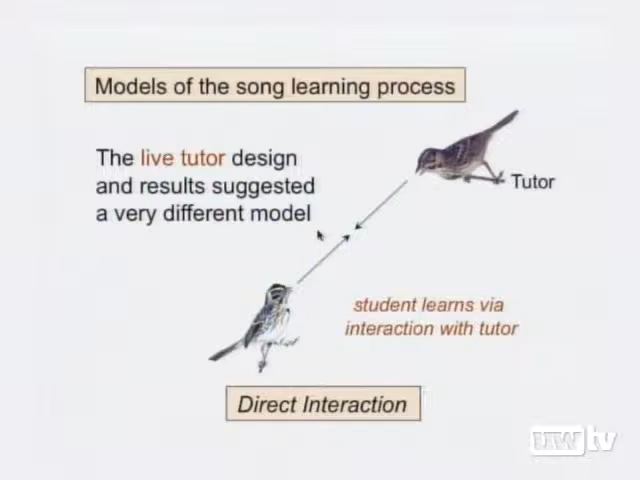 Models of the song learning process
The live tutor design
and results suggested
a very different model
Tutor
student learns via
interaction with tutor
Direct Interaction
UWtv